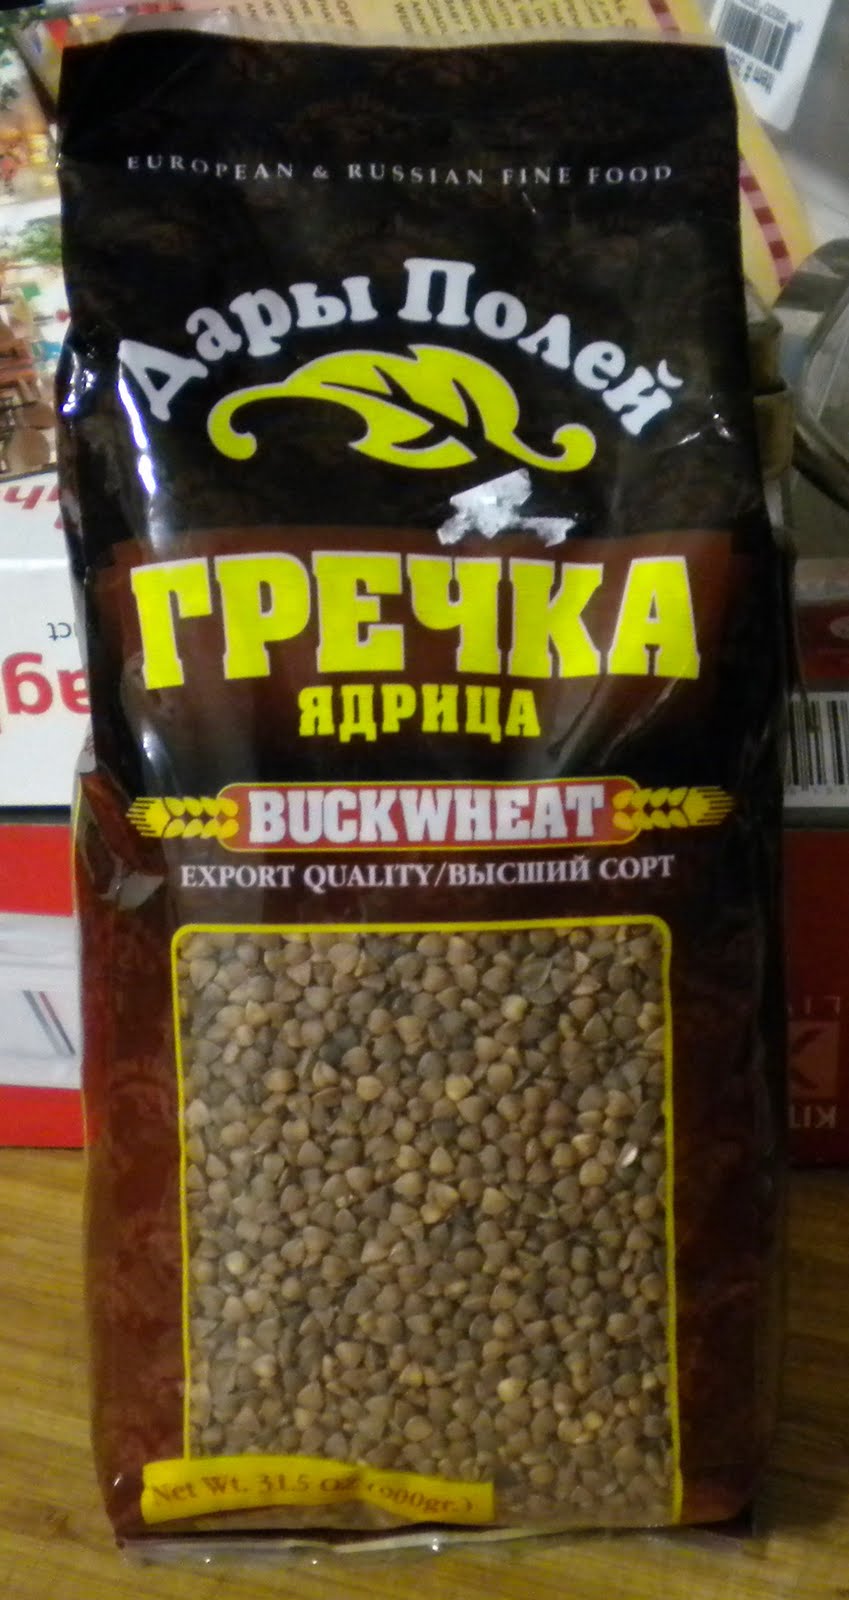 EUROPEAN & RUSSIAN FINE FOOD
Дары Полей
ГРЕЧКА
ЯДРИЦА
BUCKWHEAT
EXPORT QUALITY/ВЫСШИЙ СОРТ
Net Wt. 31.5 OZ (900gr.)